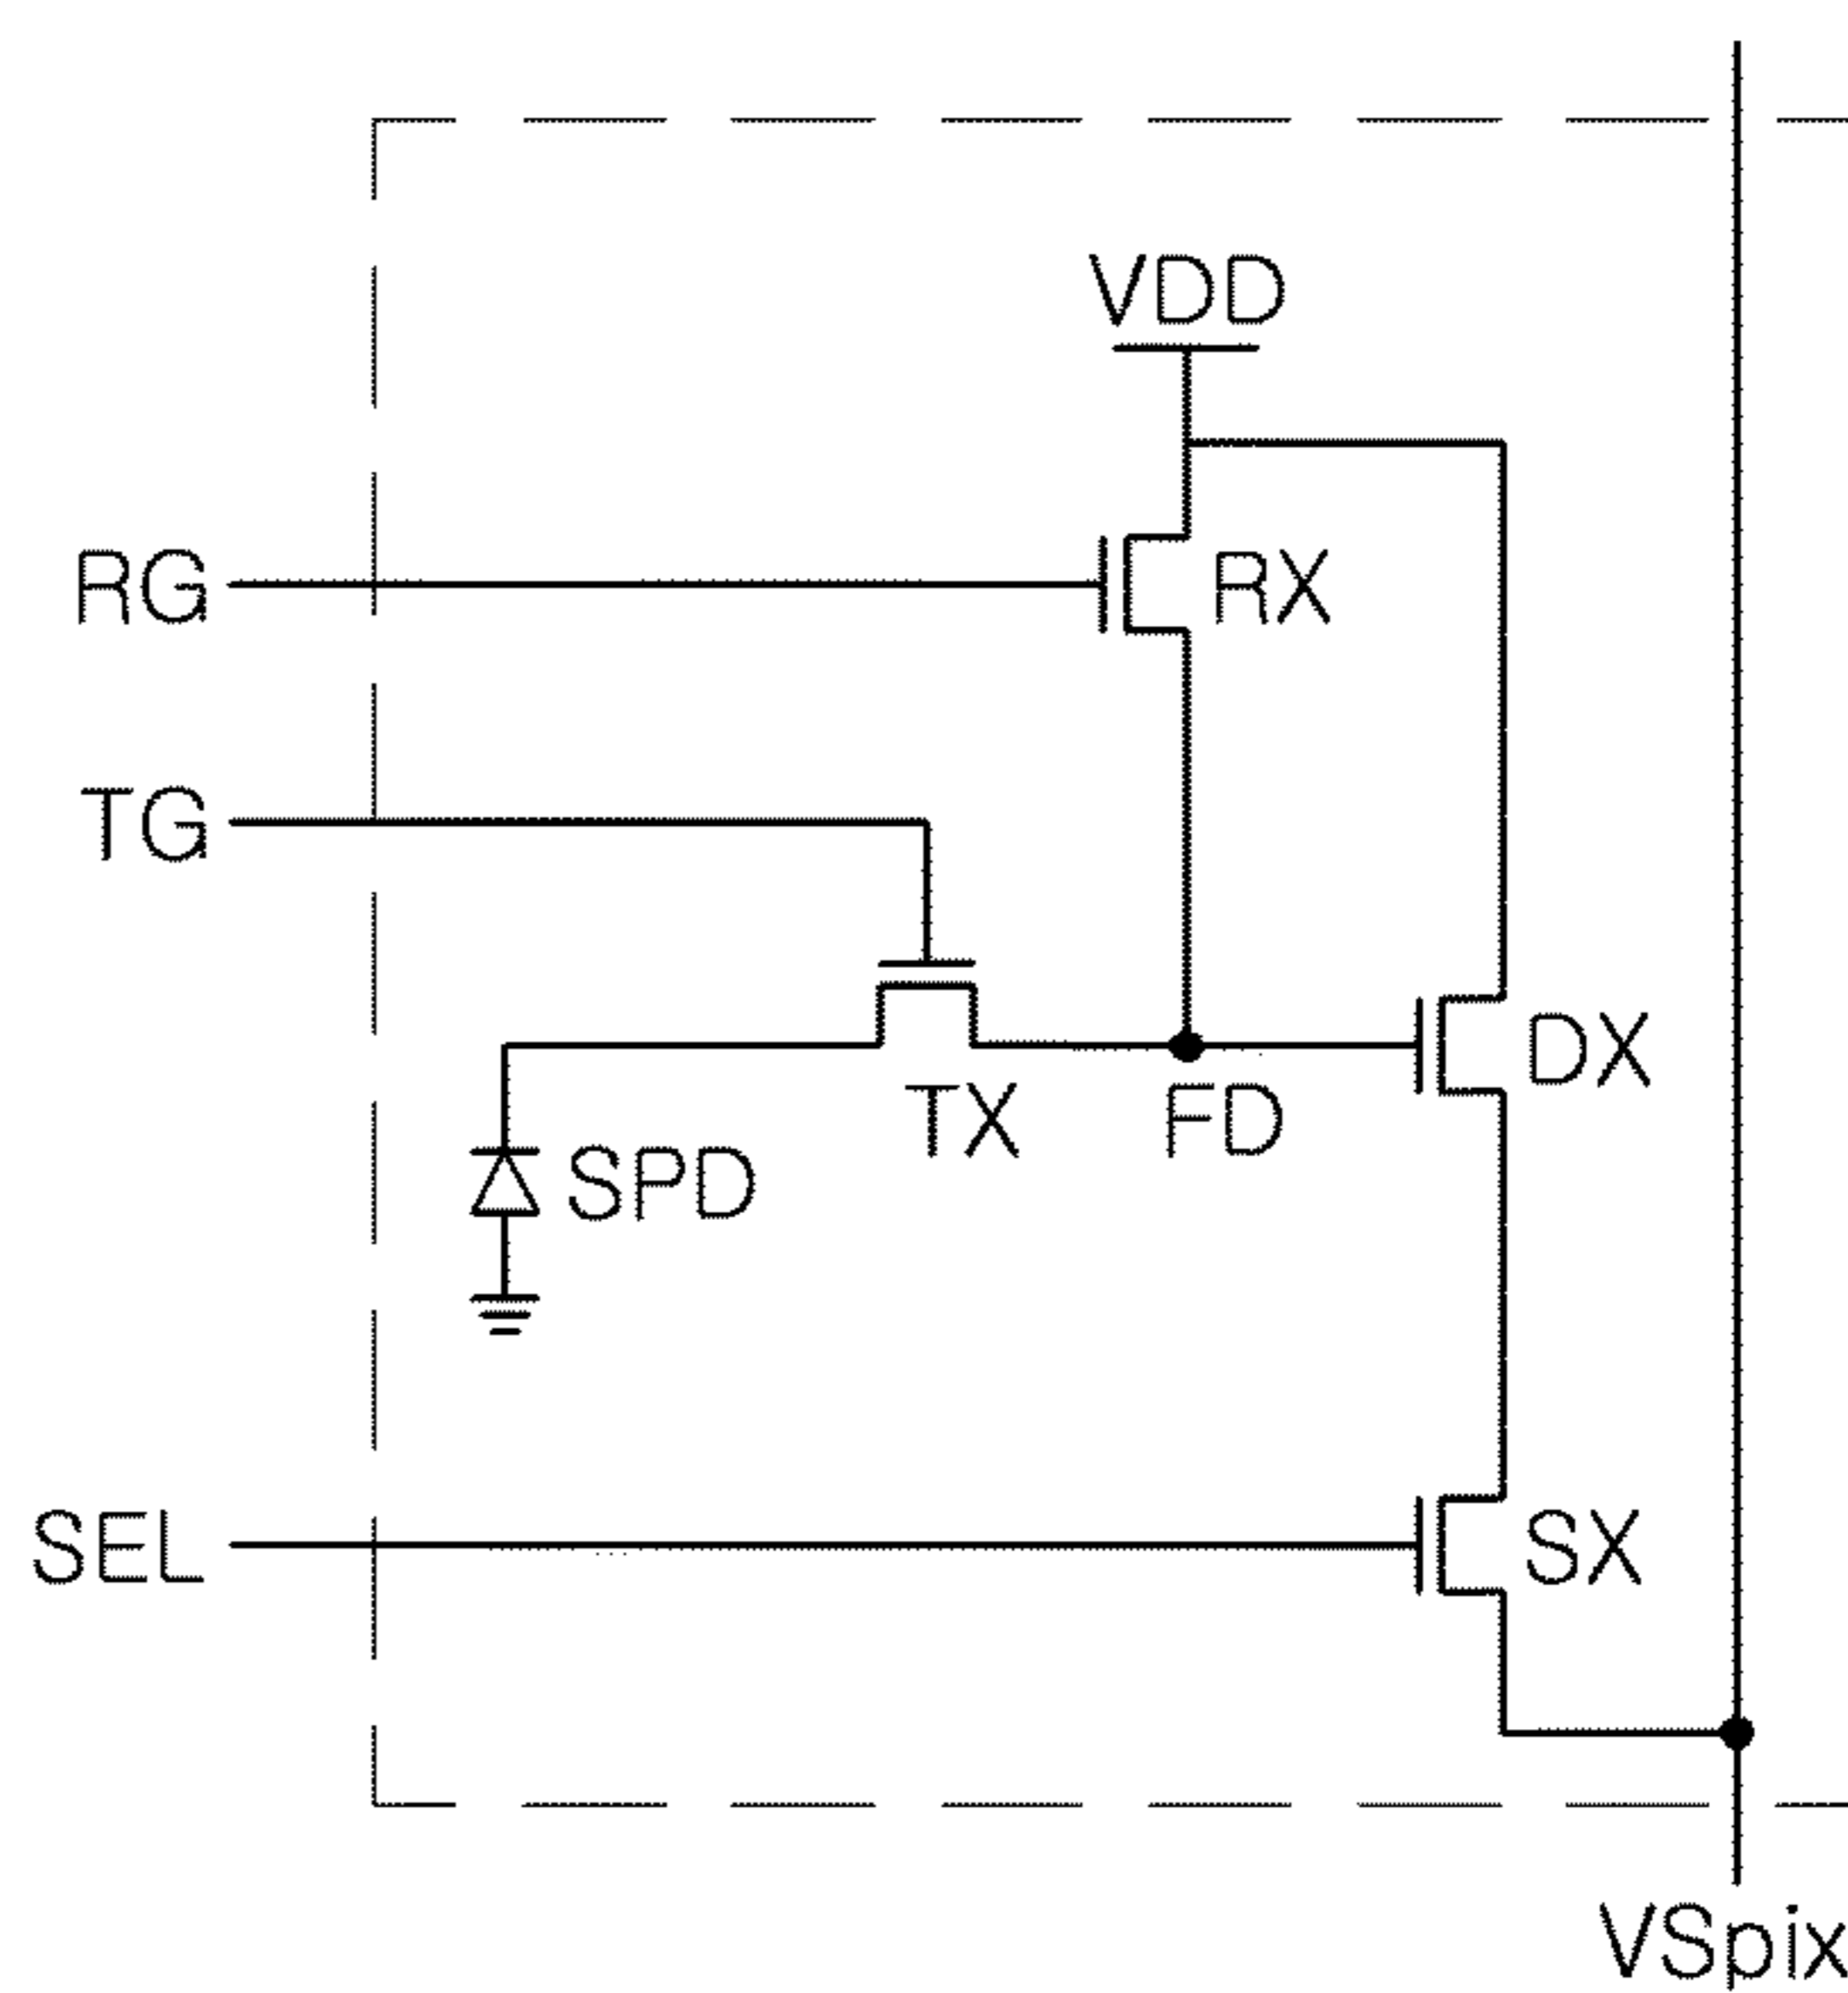 VDD
RG
RX
TG
DX
TX
FD
SPD
SEL
SX
VSpix